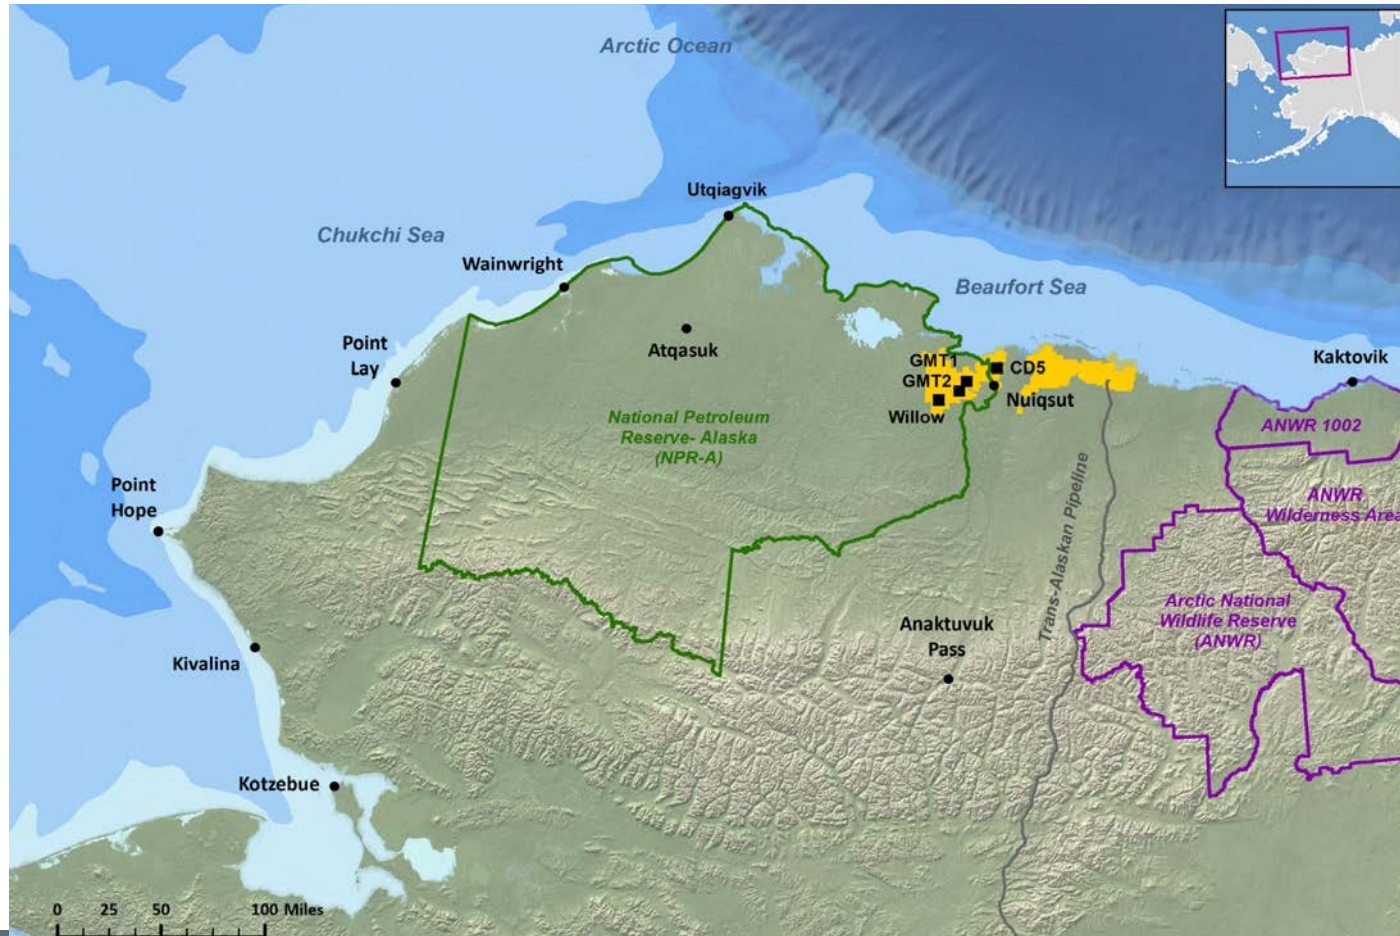 Arctic Ocean
Utqiagvik
Chukchi Sea
Wainwright
Beaufort Sea
Point
Lay
Atqasuk
GMT1
CD5
Kaktovik
GMT2
Nuiqsut
Willow
National Petroleum
Reserve- Alaska
(NPR-A)
ANWR 1002
Point
Hope
ANWR
Wilderness Area
Trans-Alaskan Pipeline
Arctic National
Wildlife Reserve
(ANWR)
Anaktuvuk
Pass
Kivalina
Kotzebue
0 25 50 100 Miles